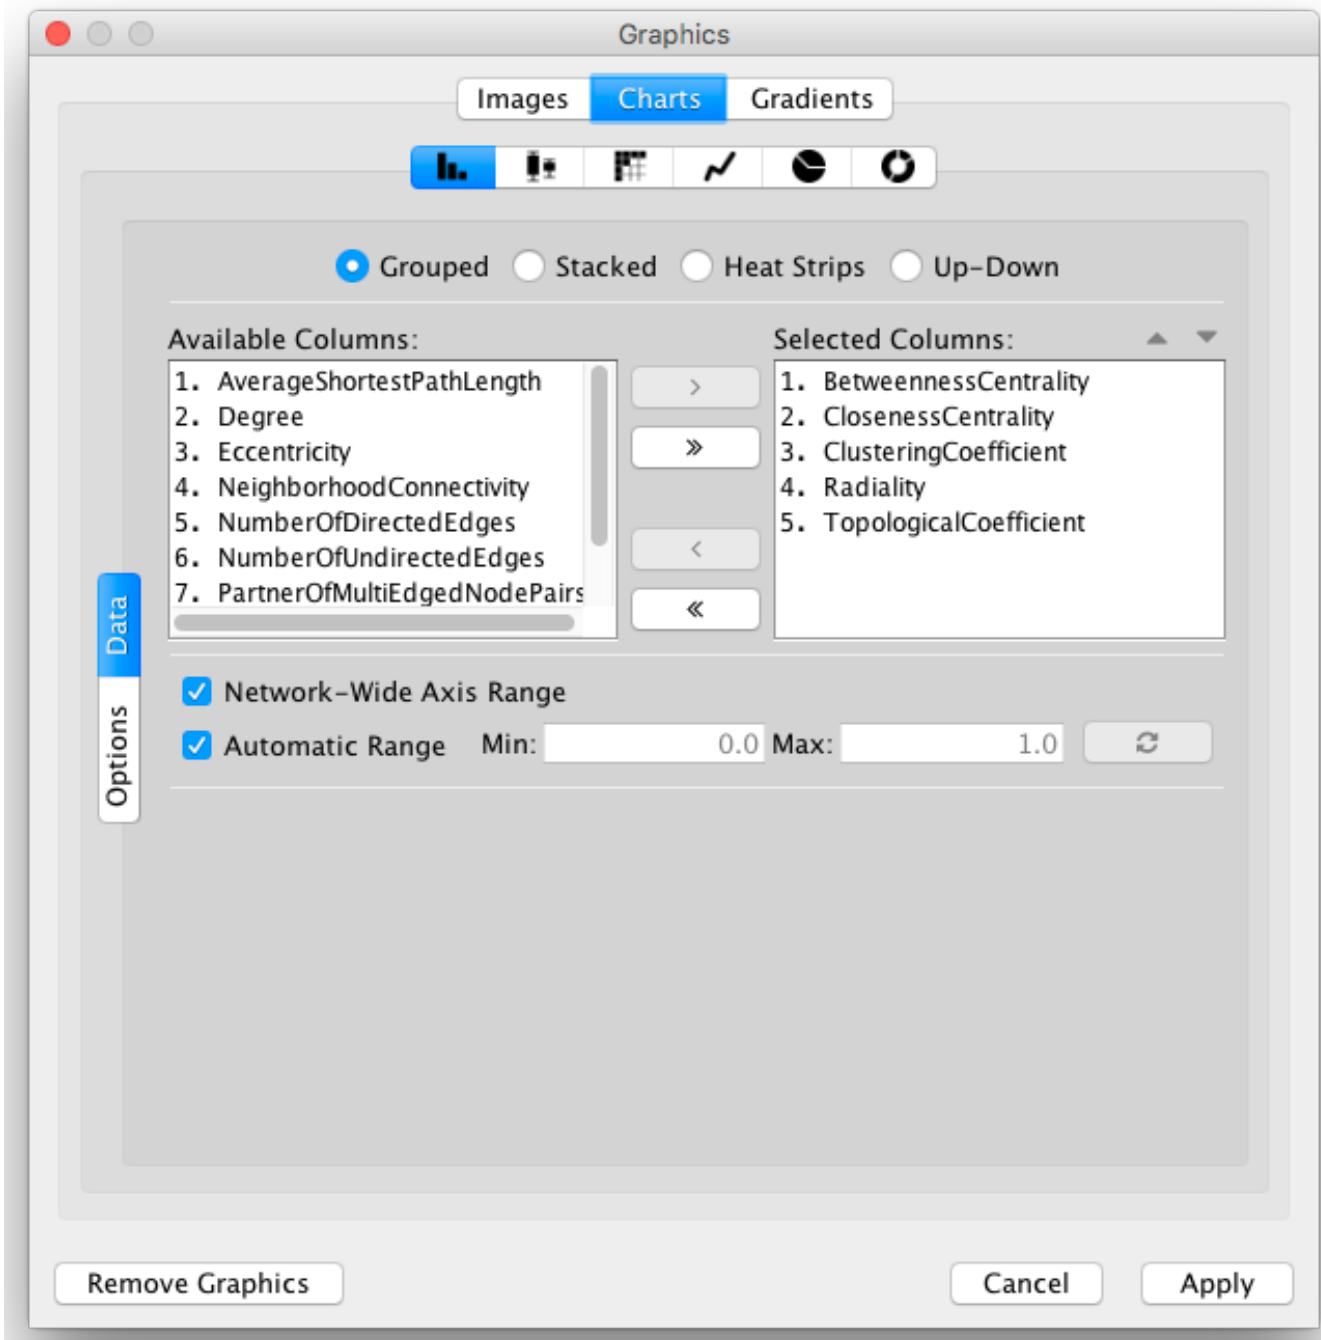 Graphics
Images Charts Gradients
Grouped Stacked Heat Strips Up-Down
Available Columns:
1. AverageShortestPathLength
2. Degree
3. Eccentricity
4. NeighborhoodConnectivity
5. NumberOfDirectedEdges
6. NumberOfUndirectedEdges
7. PartnerOfMultiEdgedNodePairs
>
»
<
«
Selected Columns:
1. BetweennessCentrality
2. ClosenessCentrality
3. ClusteringCoefficient
4. Radiality
5. TopologicalCoefficient
Data
Options
Network-Wide Axis Range
Automatic Range Min: 0.0 Max: 1.0
Remove Graphics Cancel Apply